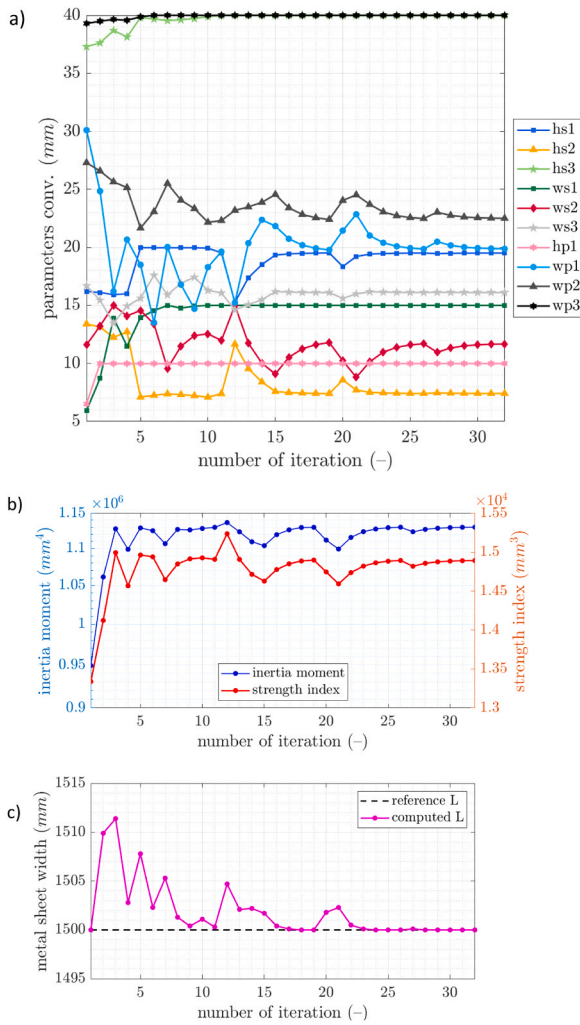 a)
40
35
30
25
20
15
10
5
parameters conv. (mm)
5 10 15 20 25 30
number of iteration (–)
hs1
hs2
hs3
ws1
ws2
ws3
hp1
wp1
wp2
wp3
b)
×10⁶
1.15
1.1
1.05
1
0.95
0.9
inertia moment (mm⁴)
×10⁴
1.55
1.5
1.45
1.4
1.35
1.3
strength index (mm³)
inertia moment
strength index
5 10 15 20 25 30
number of iteration (–)
c)
1515
1510
1505
1500
1495
metal sheet width (mm)
reference L
computed L
5 10 15 20 25 30
number of iteration (–)